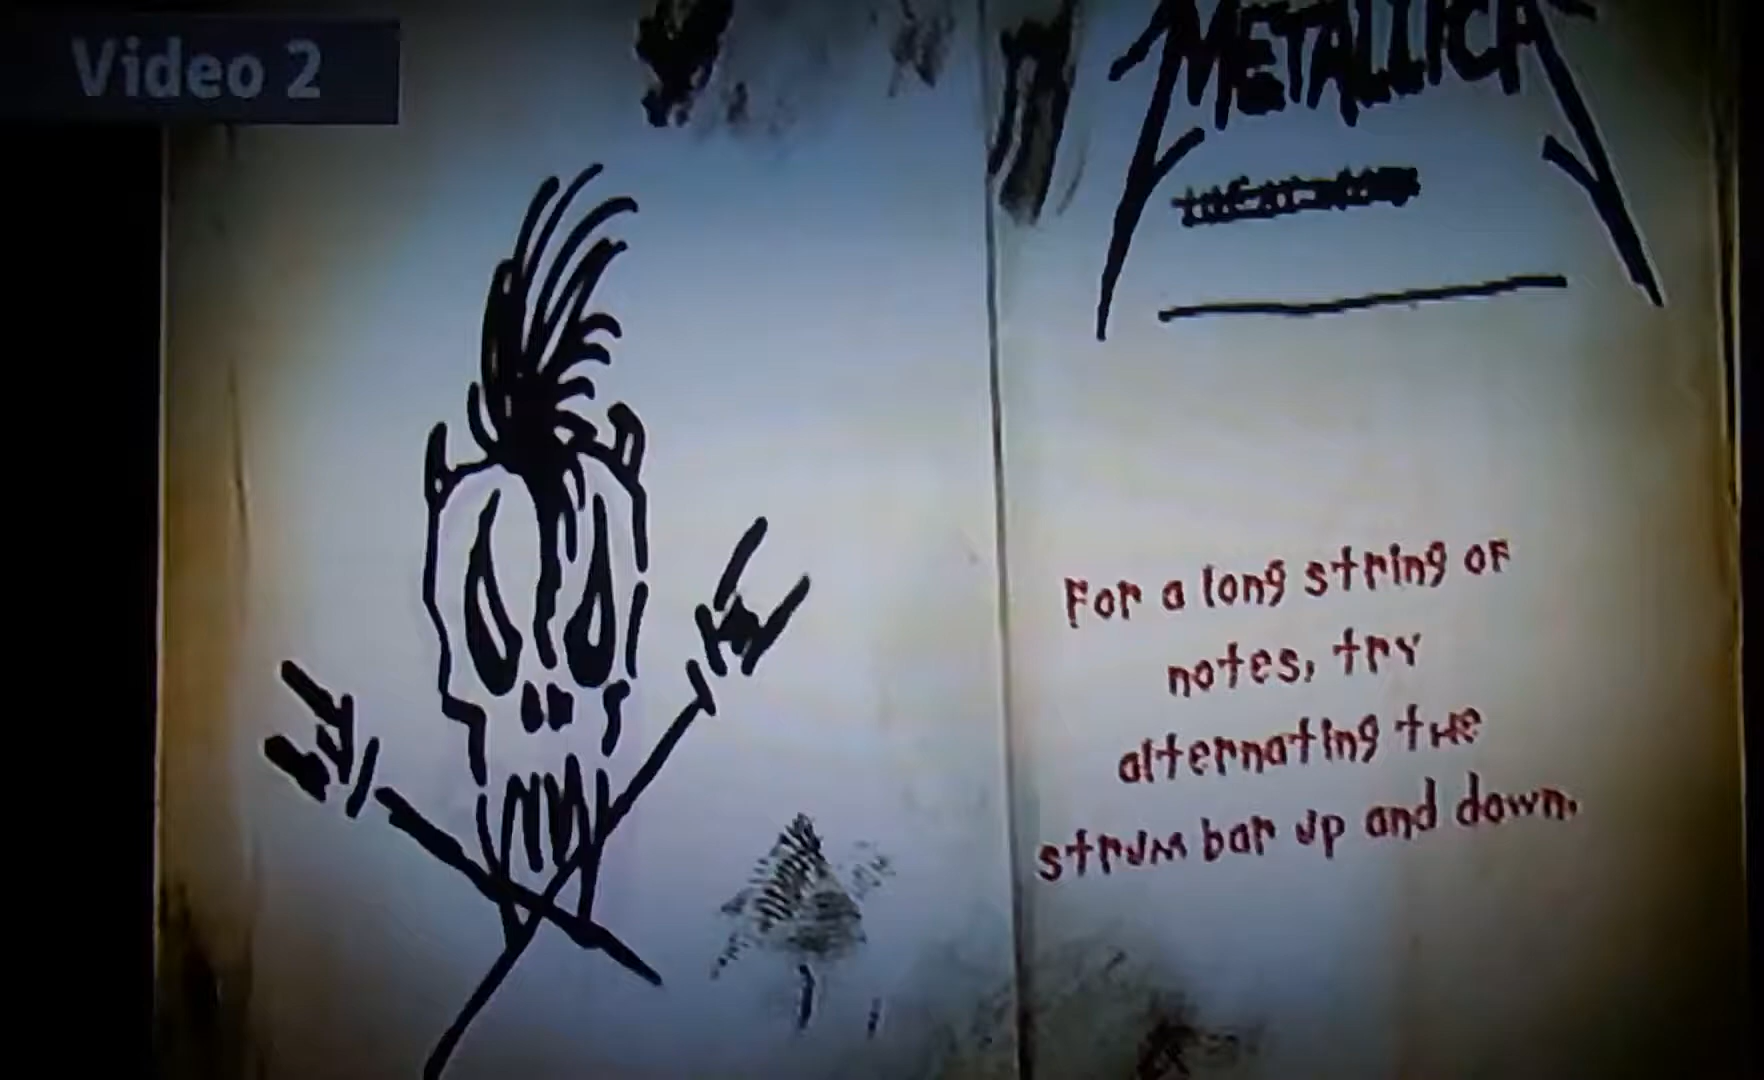 Video 2
METALLICA
For a long string of
notes, try
alternating the
strum bar up and down.